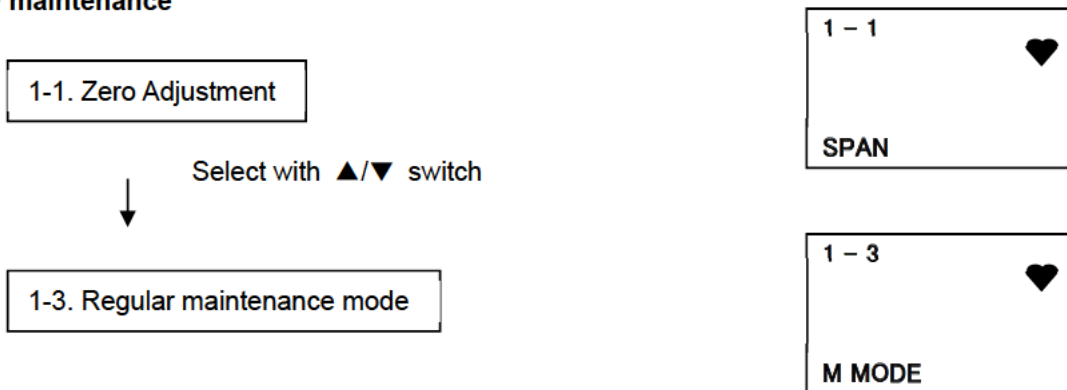 maintenance
1-1. Zero Adjustment
Select with ▲/▼ switch
1-3. Regular maintenance mode
1 – 1
SPAN
1 – 3
M MODE